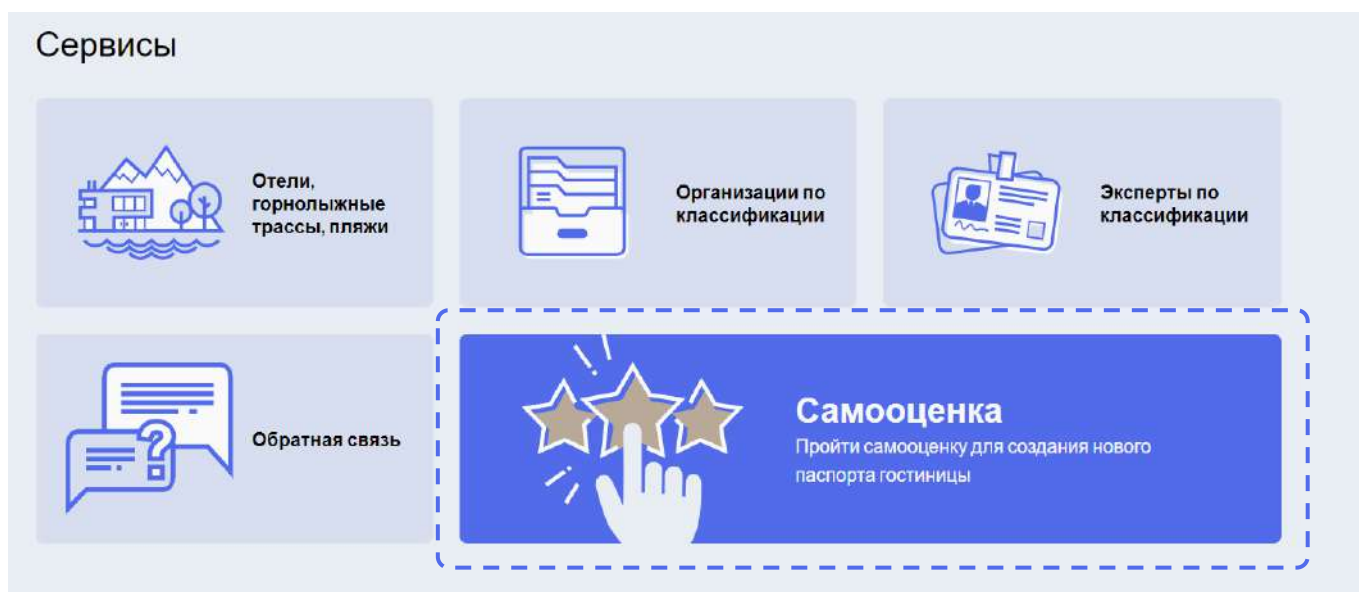 Сервисы
Отели,
горнолыжные
трассы, пляжи
Организации по
классификации
Эксперты по
классификации
Обратная связь
Самооценка
Пройти самооценку для создания нового
паспорта гостиницы